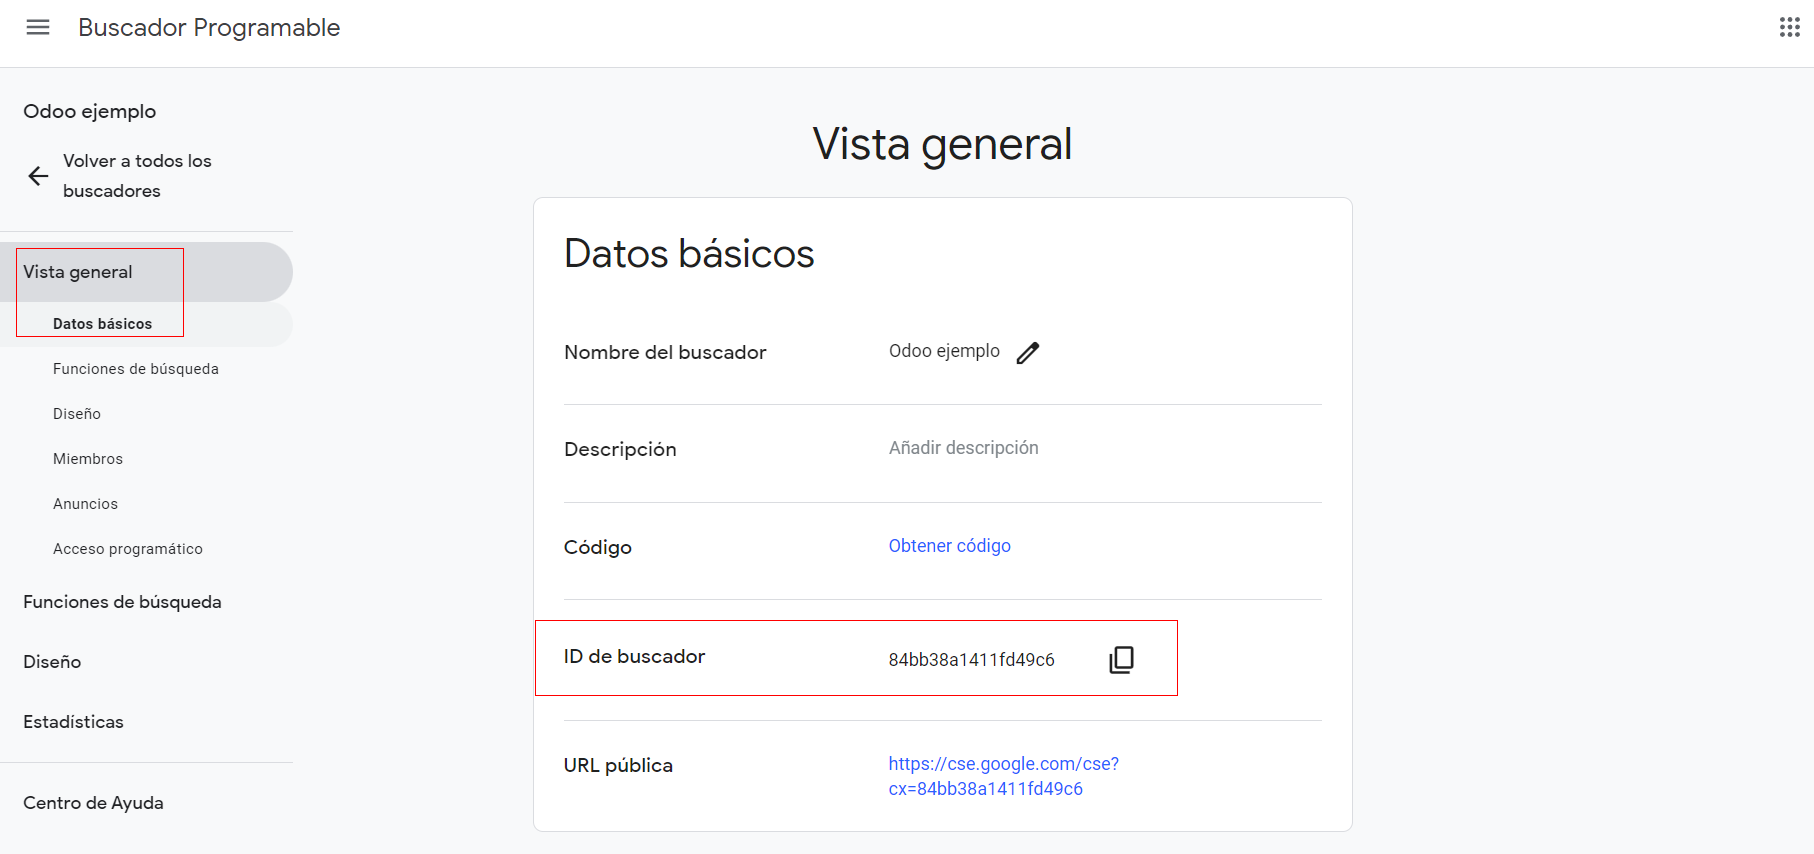 Buscador Programable
Odoo ejemplo
Volver a todos los
buscadores
Vista general
Datos básicos
Funciones de búsqueda
Diseño
Miembros
Anuncios
Acceso programático
Funciones de búsqueda
Diseño
Estadísticas
Centro de Ayuda
Vista general
Datos básicos
Nombre del buscador Odoo ejemplo
Descripción Añadir descripción
Código Obtener código
ID de buscador 84bb38a1411fd49c6
URL pública https://cse.google.com/cse?
cx=84bb38a1411fd49c6